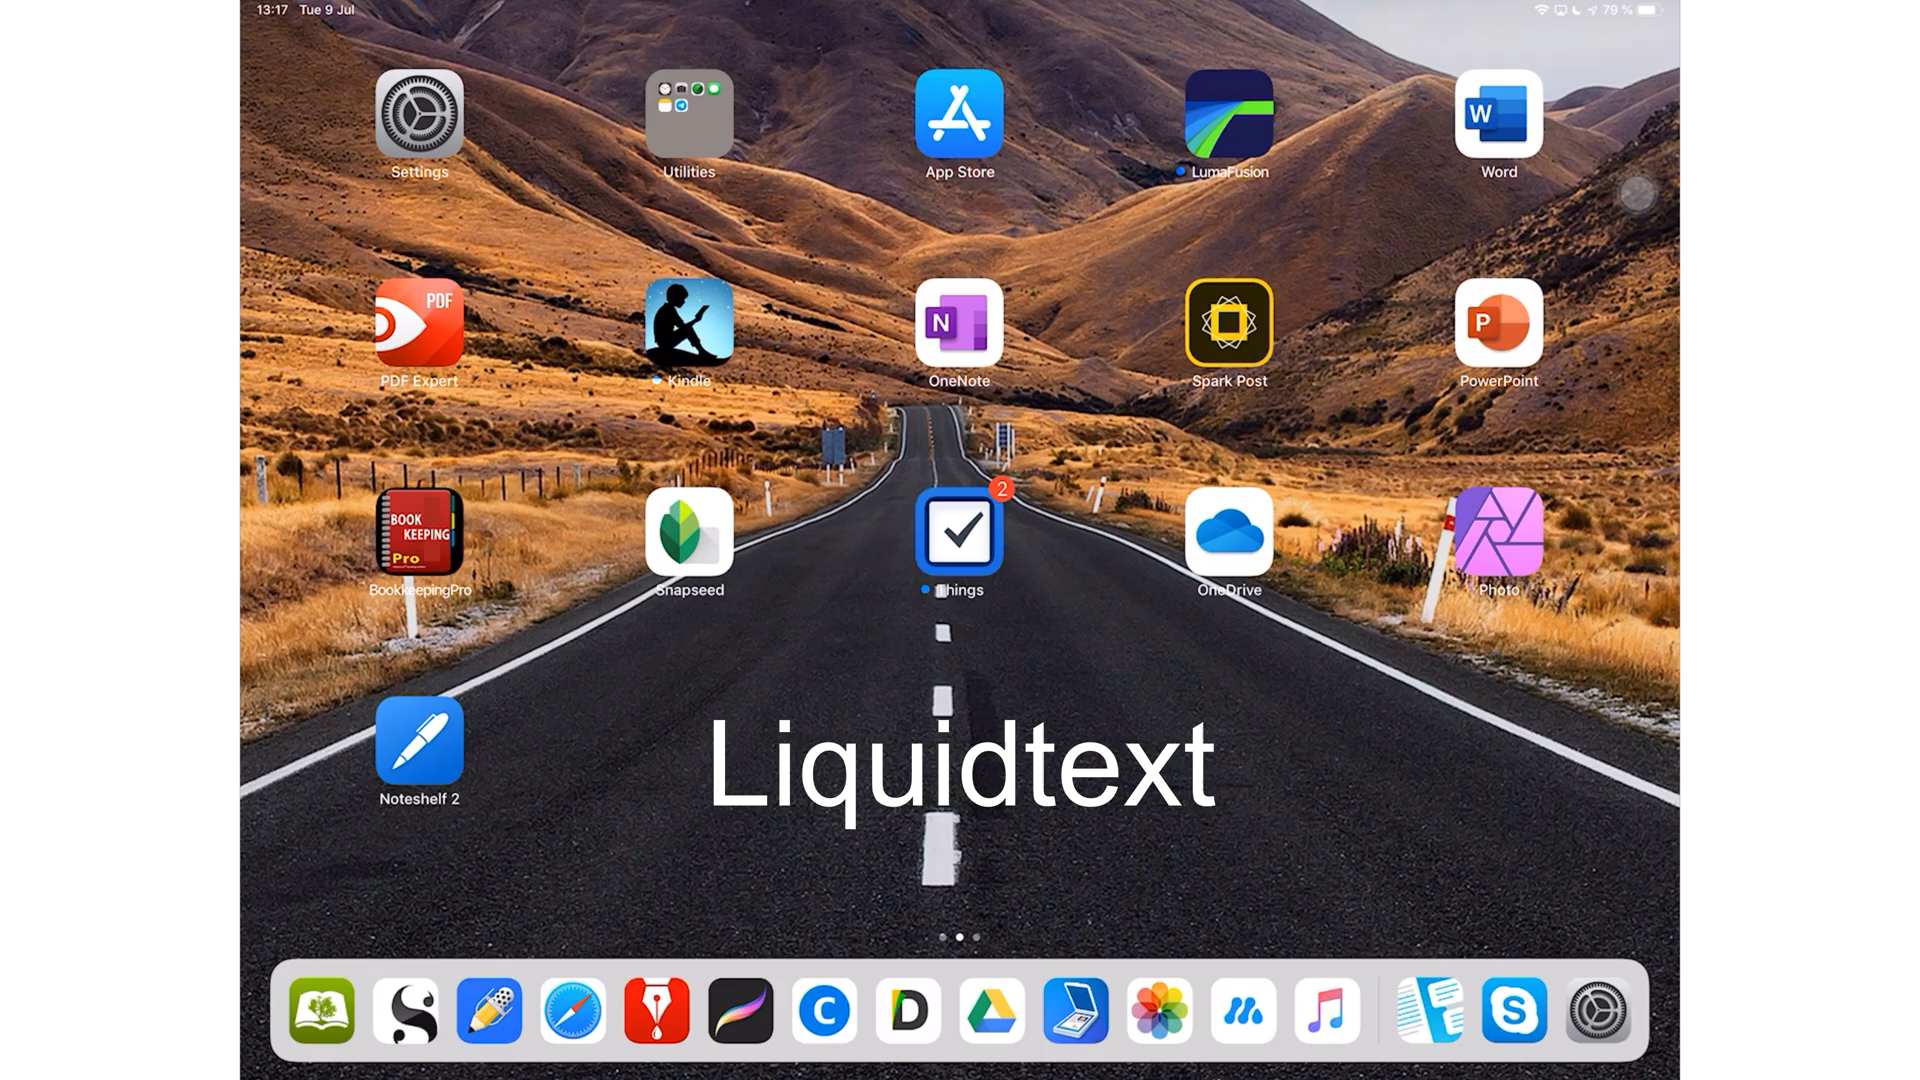 13:17 Tue 9 Jul
79 %
Settings
Utilities
App Store
LumaFusion
W
Word
PDF
PDF Expert
Kindle
N
OneNote
Spark Post
P
PowerPoint
BOOK
KEEPING
Pro
BookkeepingPro
Snapseed
2
Things
OneDrive
Photo
Noteshelf 2
Liquidtext
C
D
S